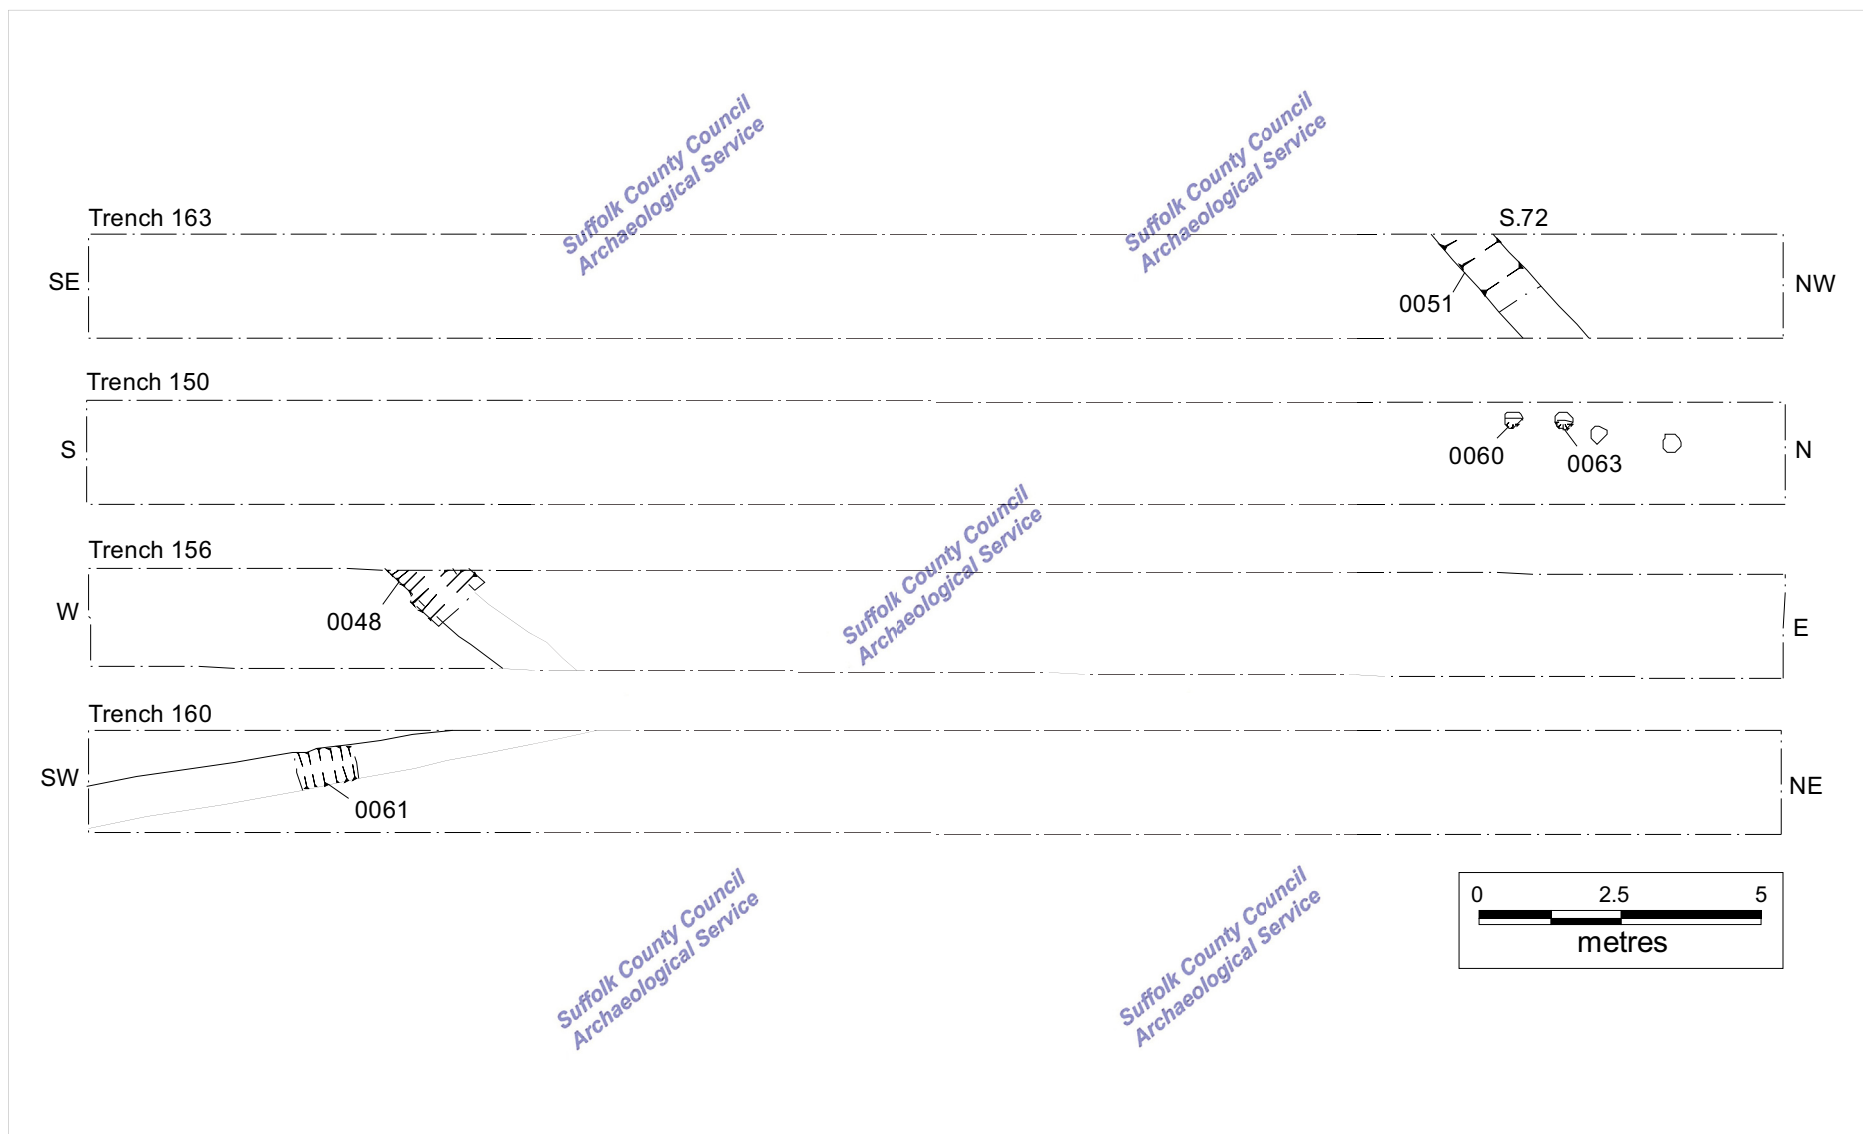 Suffolk County Council
Archaeological Service
Suffolk County Council
Archaeological Service
Trench 163
S.72
SE
NW
0051
Trench 150
S
N
0060
0063
Suffolk County Council
Archaeological Service
Trench 156
W
E
0048
Trench 160
SW
NE
0061
0 2.5 5
metres
Suffolk County Council
Archaeological Service
Suffolk County Council
Archaeological Service